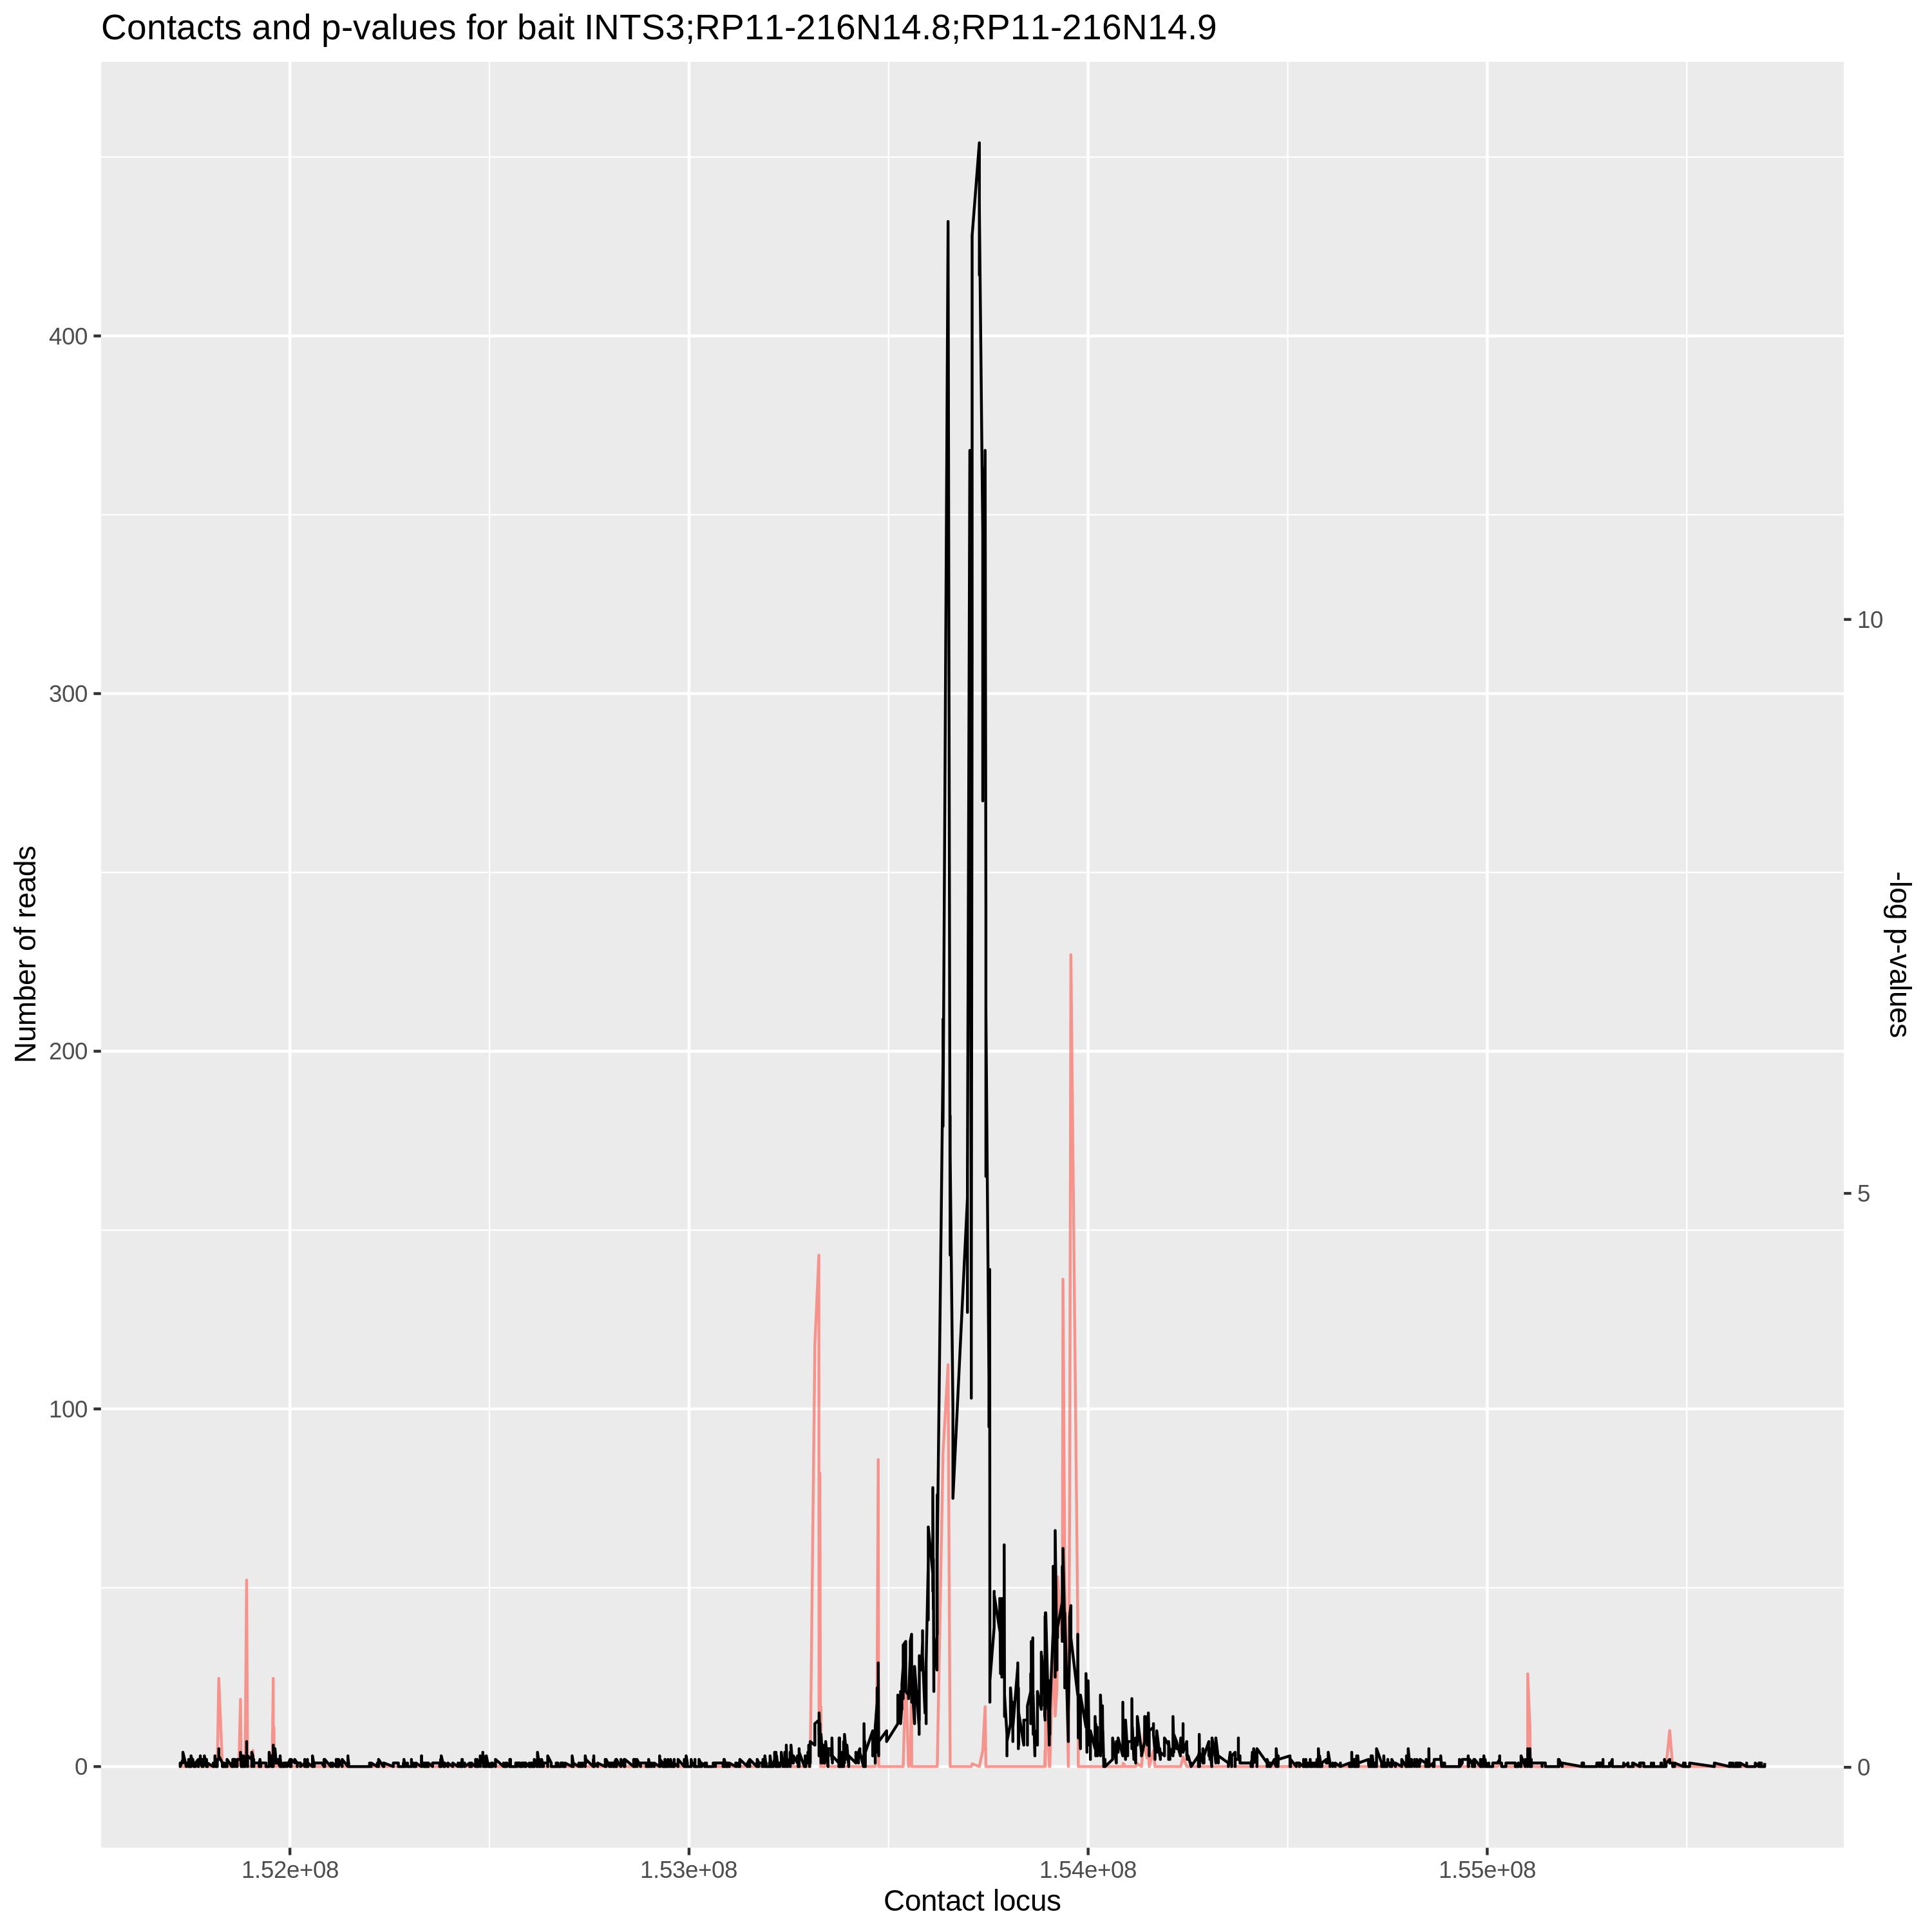 Contacts and p-values for bait INTS3;RP11-216N14.8;RP11-216N14.9
Number of reads
400
300
200
100
0
10
5
0
-log p-values
1.52e+08
1.53e+08
1.54e+08
1.55e+08
Contact locus